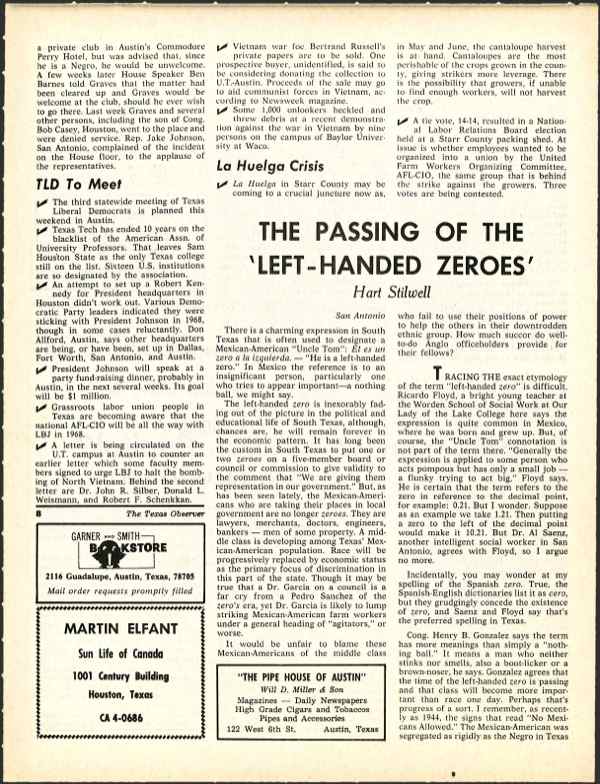 a private club in Austin's Commodore
Perry Hotel, but was advised that, since
he is a Negro, he would be unwelcome.
A few weeks later House Speaker Ben
Barnes told Graves that the matter had
been cleared up and Graves would be
welcome at the club, should he ever wish
to go there. Last week Graves and several
other persons, including the son of Cong.
Bob Casey, Houston, went to the place and
were denied service. Rep. Jake Johnson,
San Antonio, complained of the incident
on the House floor, to the applause of
the representatives.
TLD To Meet
✔ The third statewide meeting of Texas
Liberal Democrats is planned this
weekend in Austin.
✔ Texas Tech has ended 10 years on the
blacklist of the American Assn. of
University Professors. That leaves Sam
Houston State as the only Texas college
still on the list. Sixteen U.S. institutions
are so designated by the association.
✔ An attempt to set up a Robert Ken-
nedy for President headquarters in
Houston didn't work out. Various Demo-
cratic Party leaders indicated they were
sticking with President Johnson in 1968,
though in some cases reluctantly. Don
Allford, Austin, says other headquarters
are being, or have been, set up in Dallas,
Fort Worth, San Antonio, and Austin.
✔ President Johnson will speak at a
party fund-raising dinner, probably in
Austin, in the next several weeks. Its goal
will be $1 million.
✔ Grassroots labor union people in
Texas are becoming aware that the
national AFL-CIO will be all the way with
LBJ in 1968.
✔ A letter is being circulated on the
U.T. campus at Austin to counter an
earlier letter which some faculty mem-
bers signed to urge LBJ to halt the bomb-
ing of North Vietnam. Behind the second
letter are Dr. John R. Silber, Donald L.
Weismann, and Robert F. Schenkkan.
8 The Texas Observer
GARNER AND SMITH
BOOKSTORE
2116 Guadalupe, Austin, Texas, 78705
Mail order requests promptly filled
MARTIN ELFANT
Sun Life of Canada
1001 Century Building
Houston, Texas
CA 4-0686
✔ Vietnam war foe Bertrand Russell's
private papers are to be sold. One
prospective buyer, unidentified, is said to
be considering donating the collection to
U.T.-Austin. Proceeds of the sale may go
to aid communist forces in Vietnam, ac-
cording to Newsweek magazine.
✔ Some 1,000 onlookers heckled and
threw debris at a recent demonstra-
tion against the war in Vietnam by nine
persons on the campus of Baylor Univer-
sity at Waco.
La Huelga Crisis
✔ La Huelga in Starr County may be
coming to a crucial juncture now as,
in May and June, the cantaloupe harvest
is at hand. Cantaloupes are the most
perishable of the crops grown in the coun-
ty, giving strikers more leverage. There
is the possibility that growers, if unable
to find enough workers, will not harvest
the crop.
✔ A tie vote, 14-14, resulted in a Nation-
al Labor Relations Board election
held at a Starr County packing shed. At
issue is whether employees wanted to be
organized into a union by the United
Farm Workers Organizing Committee,
AFL-CIO, the same group that is behind
the strike against the growers. Three
votes are being contested.
THE PASSING OF THE
'LEFT-HANDED ZEROES'
Hart Stilwell
San Antonio
There is a charming expression in South
Texas that is often used to designate a
Mexican-American "Uncle Tom": Él es un
zero a la izquierda. — "He is a left-handed
zero." In Mexico the reference is to an
insignificant person, particularly one
who tries to appear important—a nothing
ball, we might say.
The left-handed zero is inexorably fad-
ing out of the picture in the political and
educational life of South Texas, although,
chances are, he will remain forever in
the economic pattern. It has long been
the custom in South Texas to put one or
two zeroes on a five-member board or
council or commission to give validity to
the comment that "We are giving them
representation in our government." But, as
has been seen lately, the Mexican-Ameri-
cans who are taking their places in local
government are no longer zeroes. They are
lawyers, merchants, doctors, engineers,
bankers — men of some property. A mid-
dle class is developing among Texas' Mex-
ican-American population. Race will be
progressively replaced by economic status
as the primary focus of discrimination in
this part of the state. Though it may be
true that a Dr. Garcia on a council is a
far cry from a Pedro Sanchez of the
zero's era, yet Dr. Garcia is likely to lump
striking Mexican-American farm workers
under a general heading of "agitators," or
worse.
It would be unfair to blame these
Mexican-Americans of the middle class
"THE PIPE HOUSE OF AUSTIN"
Will D. Miller & Son
Magazines — Daily Newspapers
High Grade Cigars and Tobaccos
Pipes and Accessories
122 West 6th St. Austin, Texas
who fail to use their positions of power
to help the others in their downtrodden
ethnic group. How much succor do well-
to-do Anglo officeholders provide for
their fellows?
TRACING THE exact etymology
of the term "left-handed zero" is difficult.
Ricardo Floyd, a bright young teacher at
the Worden School of Social Work at Our
Lady of the Lake College here says the
expression is quite common in Mexico,
where he was born and grew up. But, of
course, the "Uncle Tom" connotation is
not part of the term there. "Generally the
expression is applied to some person who
acts pompous but has only a small job —
a flunky trying to act big," Floyd says.
He is certain that the term refers to the
zero in reference to the decimal point,
for example: 0.21. But I wonder. Suppose
as an example we take 1.21. Then putting
a zero to the left of the decimal point
would make it 10.21. But Dr. Al Saenz,
another intelligent social worker in San
Antonio, agrees with Floyd, so I argue
no more.
Incidentally, you may wonder at my
spelling of the Spanish zero. True, the
Spanish-English dictionaries list it as cero,
but they grudgingly concede the existence
of zero, and Saenz and Floyd say that's
the preferred spelling in Texas.
Cong. Henry B. Gonzalez says the term
has more meanings than simply a "noth-
ing ball." It means a man who neither
stinks nor smells, also a boot-licker or a
brown-noser, he says. Gonzalez agrees that
the time of the left-handed zero is passing
and that class will become more impor-
tant than race one day. Perhaps that's
progress of a sort. I remember, as recent-
ly as 1944, the signs that read "No Mexi-
cans Allowed." The Mexican-American was
segregated as rigidly as the Negro in Texas